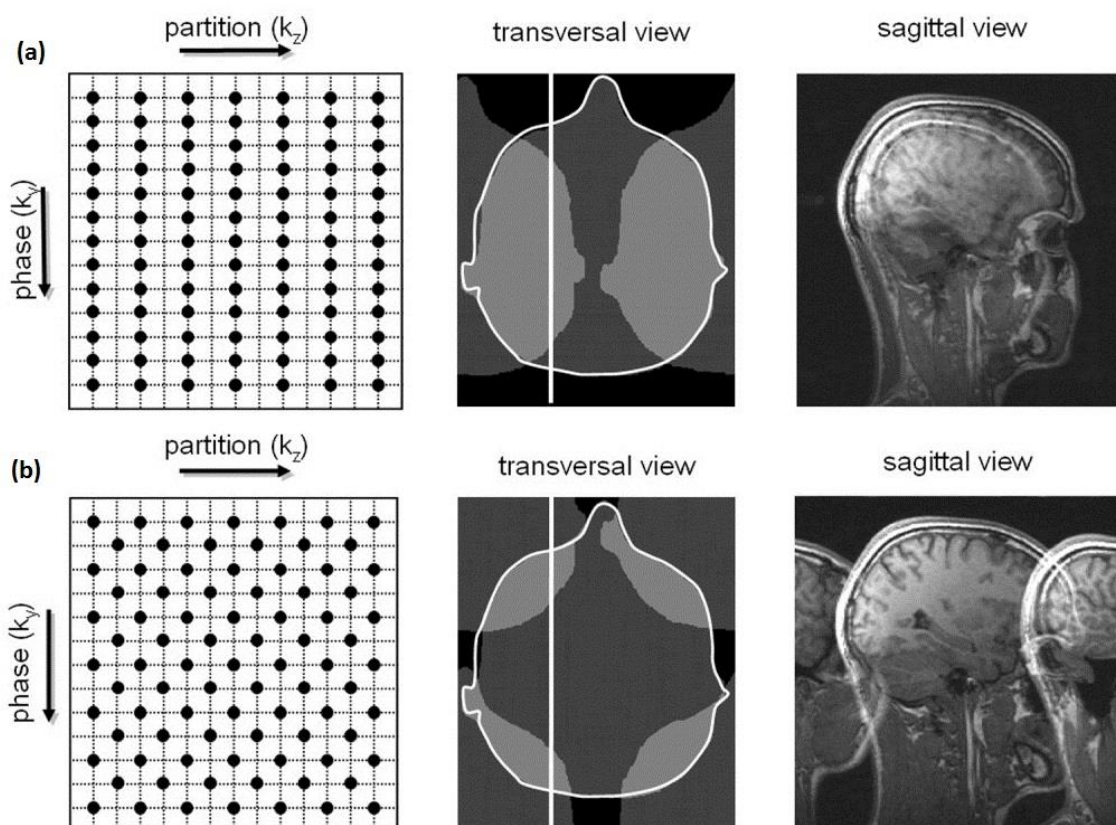 partition (kz)
transversal view
sagittal view
(a)
phase (ky)
partition (kz)
(b)
transversal view
sagittal view
phase (ky)